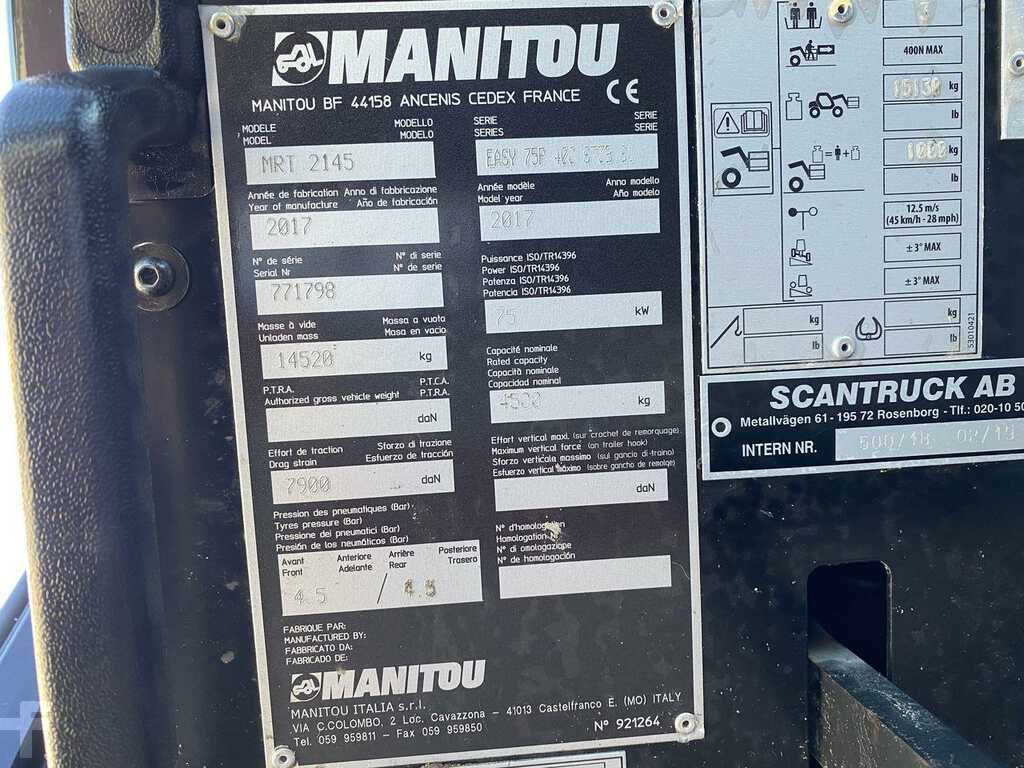 MANITOU
MANITOU BF 44158 ANCENIS CEDEX FRANCE CE
MODELE MODELLO
MODEL MODELO
MRT 2145
SERIE SERIE
SERIES SERIE
EASY 75P
Année de fabrication Anno di fabbricazione
Year of manufacture Año de fabricación
2017
Année modèle Anno modello
Model year Año modelo
2017
N° de série N° di serie
Serial Nr N° de serie
771798
Puissance ISO/TR14396
Power ISO/TR14396
Potenza ISO/TR14396
Potencia ISO/TR14396
75 kW
Masse à vide Massa a vuoto
Unladen mass Masa en vacio
14520 kg
Capacité nominale
Rated capacity
Capacità nominale
Capacidad nominal
4500 kg
P.T.R.A. P.T.C.A.
Authorized gross vehicle weight P.T.R.A.
daN
Effort vertical maxi. (sur crochet de remorquage)
Maximum vertical force (on trailer hook)
Sforzo verticale massimo (sul gancio di traino)
Esfuerzo vertical máximo (sobre gancho de remolge)
daN
Effort de traction Sforzo di trazione
Drag strain Esfuerzo de tracción
7900 daN
Pression des pneumatiques (Bar)
Tyres pressure (Bar)
Pressione dei pneumatici (Bar)
Presión de los neumáticos (Bar)
Avant Anteriore Arrière Posteriore
Front Adelante Rear Trasero
4.5 / 4.5
N° d'homologation
Homologation N°
N° di omologazione
N° de homologación
FABRIQUE PAR:
MANUFACTURED BY:
FABBRICATO DA:
FABRICADO DE:
MANITOU
MANITOU ITALIA s.r.l.
VIA C.COLOMBO, 2 Loc. Cavazzona - 41013 Castelfranco E. (MO) ITALY
Tel. 059 959811 - Fax 059 959850 N° 921264
400N MAX
15150 kg
lb
1000 kg
lb
12.5 m/s
(45 km/h - 28 mph)
± 3° MAX
± 3° MAX
kg kg
lb lb
53010421
SCANTRUCK AB
Metallvägen 61 - 195 72 Rosenborg - Tlf.: 020-10 50
INTERN NR. 500/18 02/19